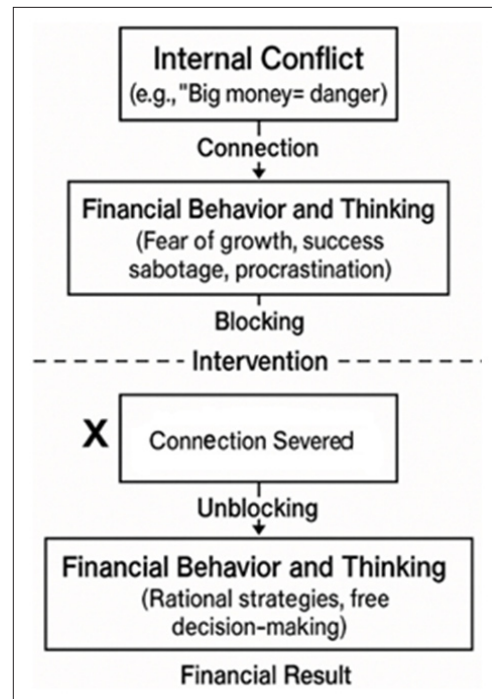 Internal Conflict
(e.g., "Big money= danger)
Connection
Financial Behavior and Thinking
(Fear of growth, success
sabotage, procrastination)
Blocking
Intervention
X
Connection Severed
Unblocking
Financial Behavior and Thinking
(Rational strategies, free
decision-making)
Financial Result